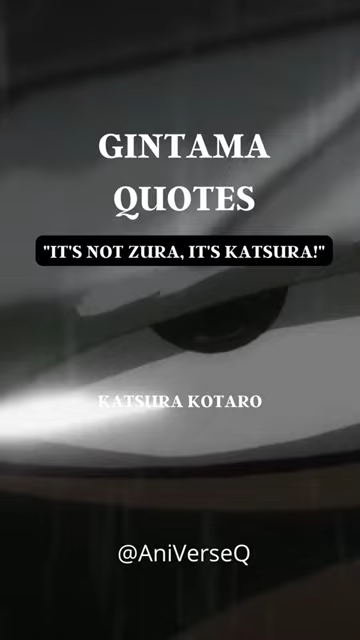 GINTAMA
QUOTES
"IT'S NOT ZURA, IT'S KATSURA!"
KATSURA KOTARO
@AniVerseQ